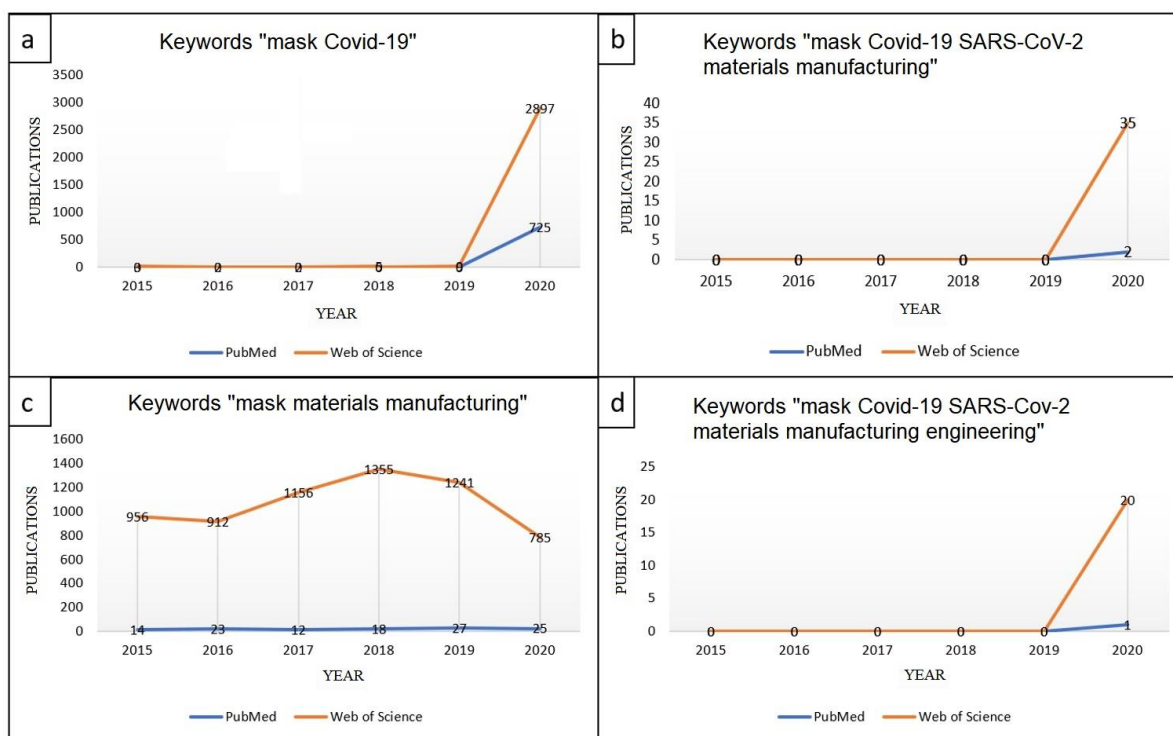 a
Keywords "mask Covid-19"
3500
3000
2500
2000
1500
1000
500
0
PUBLICATIONS
2897
725
2015 2016 2017 2018 2019 2020
YEAR
PubMed Web of Science
b
Keywords "mask Covid-19 SARS-CoV-2
materials manufacturing"
40
35
30
25
20
15
10
5
0
PUBLICATIONS
35
0 0 0 0 0 2
2015 2016 2017 2018 2019 2020
YEAR
PubMed Web of Science
c
Keywords "mask materials manufacturing"
1600
1400
1200
1000
800
600
400
200
0
PUBLICATIONS
956 912 1156 1355 1241 785
14 23 12 18 27 25
2015 2016 2017 2018 2019 2020
YEAR
PubMed Web of Science
d
Keywords "mask Covid-19 SARS-Cov-2
materials manufacturing engineering"
25
20
15
10
5
0
PUBLICATIONS
20
0 0 0 0 0 1
2015 2016 2017 2018 2019 2020
YEAR
PubMed Web of Science